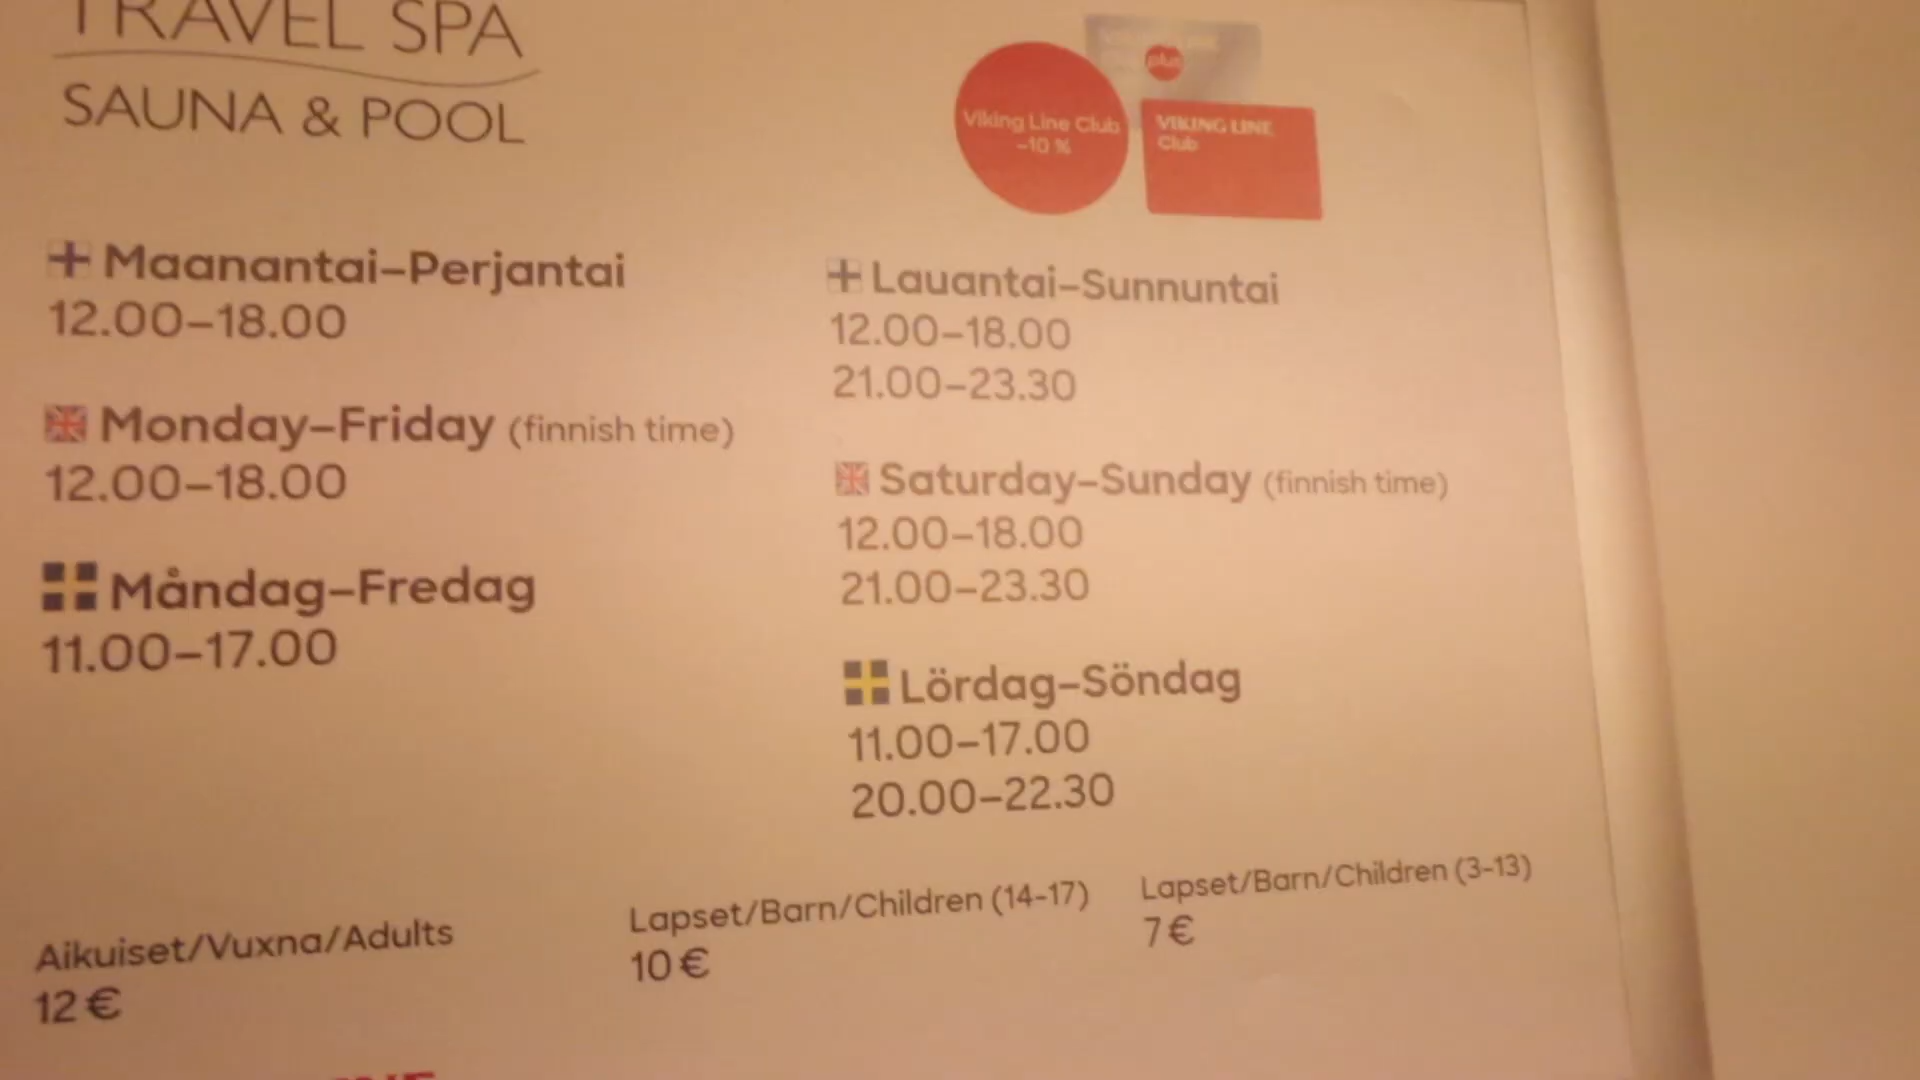 TRAVEL SPA
SAUNA & POOL
plus
Viking Line Club
-10 %
VIKING LINE
Club
Maanantai–Perjantai
12.00–18.00
Monday–Friday (finnish time)
12.00–18.00
Måndag–Fredag
11.00–17.00
Lauantai–Sunnuntai
12.00–18.00
21.00–23.30
Saturday–Sunday (finnish time)
12.00–18.00
21.00–23.30
Lördag–Söndag
11.00–17.00
20.00–22.30
Aikuiset/Vuxna/Adults
12 €
Lapset/Barn/Children (14-17)
10 €
Lapset/Barn/Children (3-13)
7 €